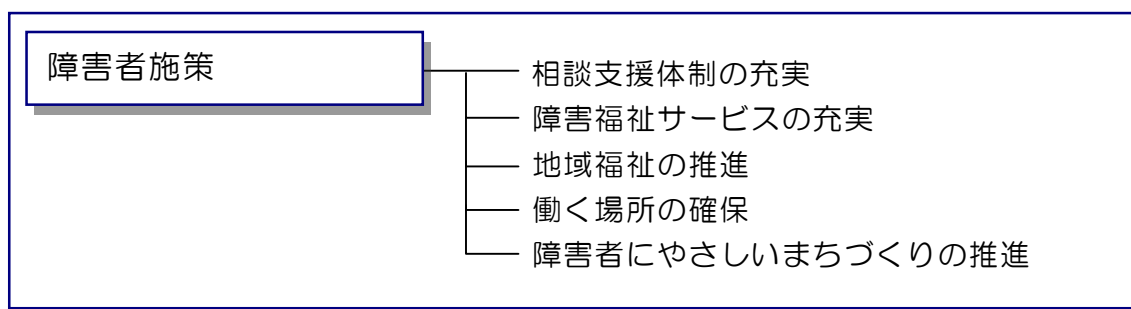 障害者施策
相談支援体制の充実
障害福祉サービスの充実
地域福祉の推進
働く場所の確保
障害者にやさしいまちづくりの推進